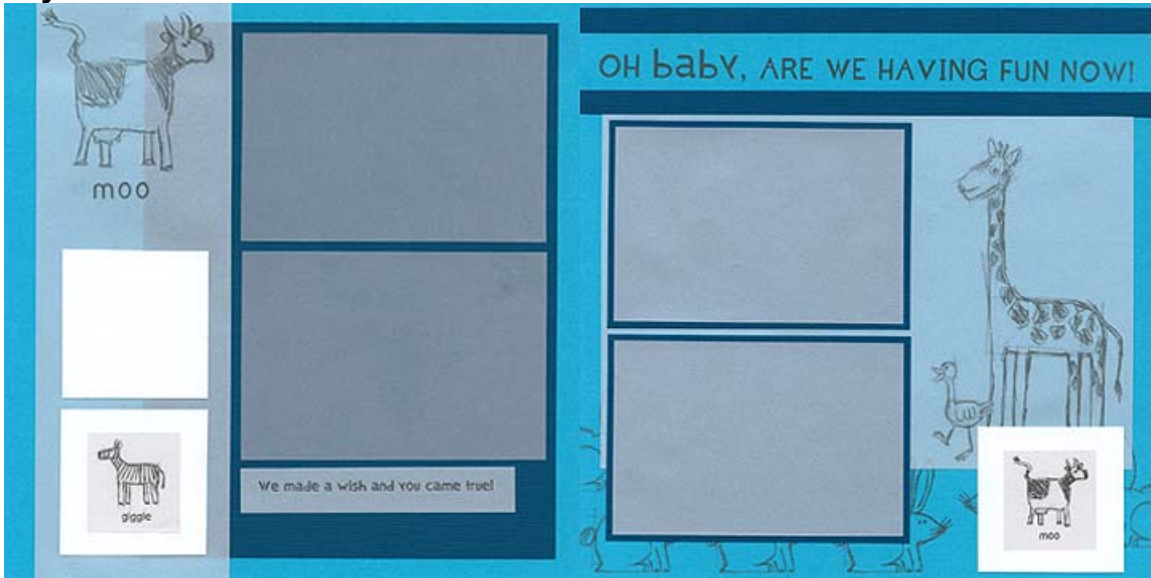 moo
giggle
We made a wish and you came true!
OH baby, ARE WE HAVING FUN NOW!
moo